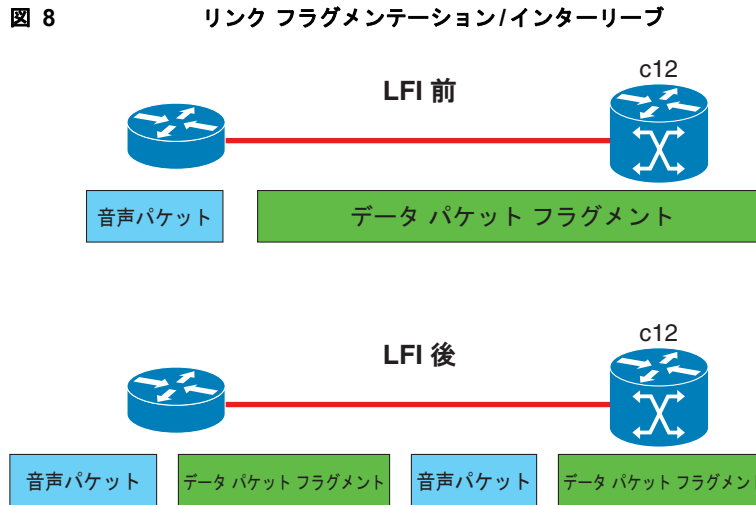 図 8 リンク フラグメンテーション/インターリーブ
LFI 前
c12
音声パケット
データ パケット フラグメント
LFI 後
c12
音声パケット
データ パケット フラグメント
音声パケット
データ パケット フラグメント